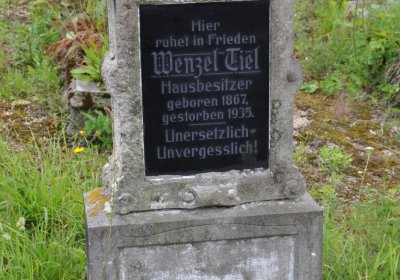 Hier
ruhet in Frieden
Wenzel Tiel
Hausbesitzer
geboren 1867,
gestorben 1935.
Unersetzlich-
Unvergesslich!